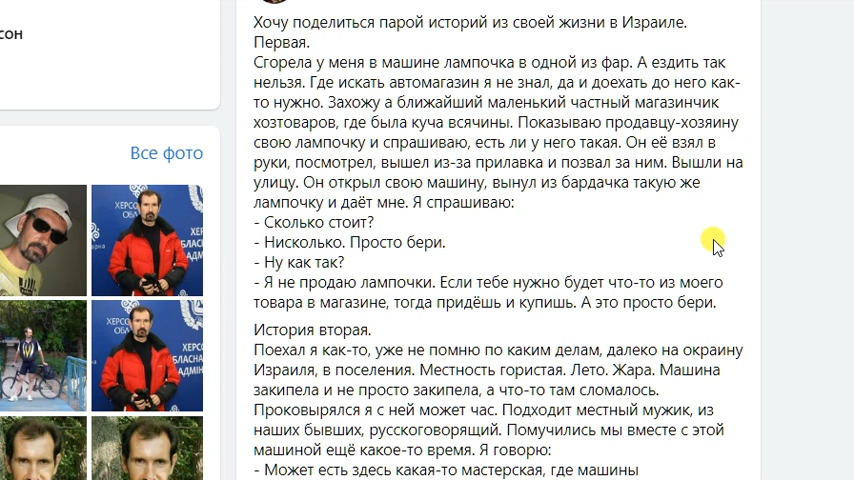 сон
Все фото
Хочу поделиться парой историй из своей жизни в Израиле.
Первая.
Сгорела у меня в машине лампочка в одной из фар. А ездить так
нельзя. Где искать автомагазин я не знал, да и доехать до него как-
то нужно. Захожу а ближайший маленький частный магазинчик
хозтоваров, где была куча всячины. Показываю продавцу-хозяину
свою лампочку и спрашиваю, есть ли у него такая. Он её взял в
руки, посмотрел, вышел из-за прилавка и позвал за ним. Вышли на
улицу. Он открыл свою машину, вынул из бардачка такую же
лампочку и даёт мне. Я спрашиваю:
- Сколько стоит?
- Нисколько. Просто бери.
- Ну как так?
- Я не продаю лампочки. Если тебе нужно будет что-то из моего
товара в магазине, тогда придёшь и купишь. А это просто бери.
История вторая.
Поехал я как-то, уже не помню по каким делам, далеко на окраину
Израиля, в поселения. Местность гористая. Лето. Жара. Машина
закипела и не просто закипела, а что-то там сломалось.
Проковырялся я с ней может час. Подходит местный мужик, из
наших бывших, русскоговорящий. Помучились мы вместе с этой
машиной ещё какое-то время. Я говорю:
- Может есть здесь какая-то мастерская, где машины